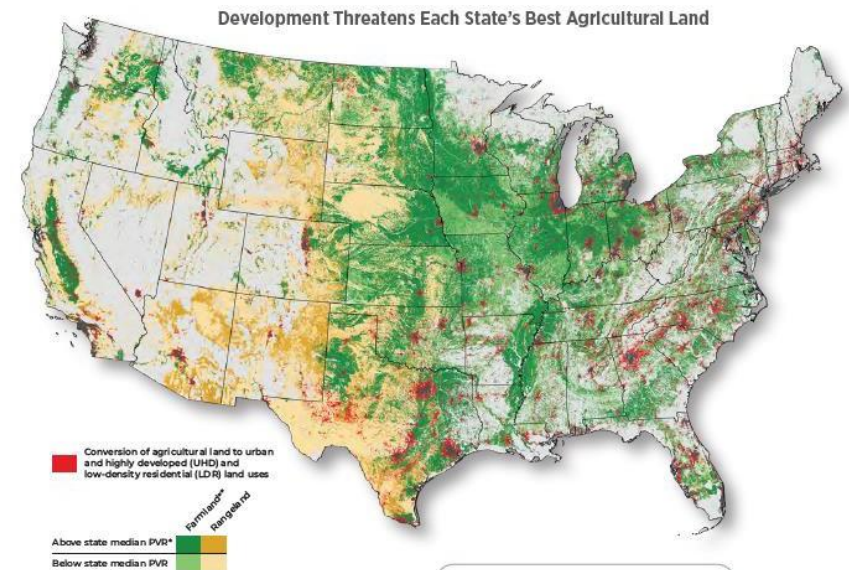 Development Threatens Each State's Best Agricultural Land
Conversion of agricultural land to urban
and highly developed (UHD) and
low-density residential (LDR) land uses
Farmland**
Rangeland
Above state median PVR*
Below state median PVR